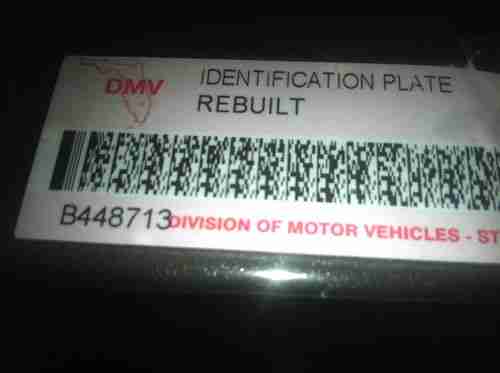 DMV
IDENTIFICATION PLATE
REBUILT
B448713
DIVISION OF MOTOR VEHICLES - ST